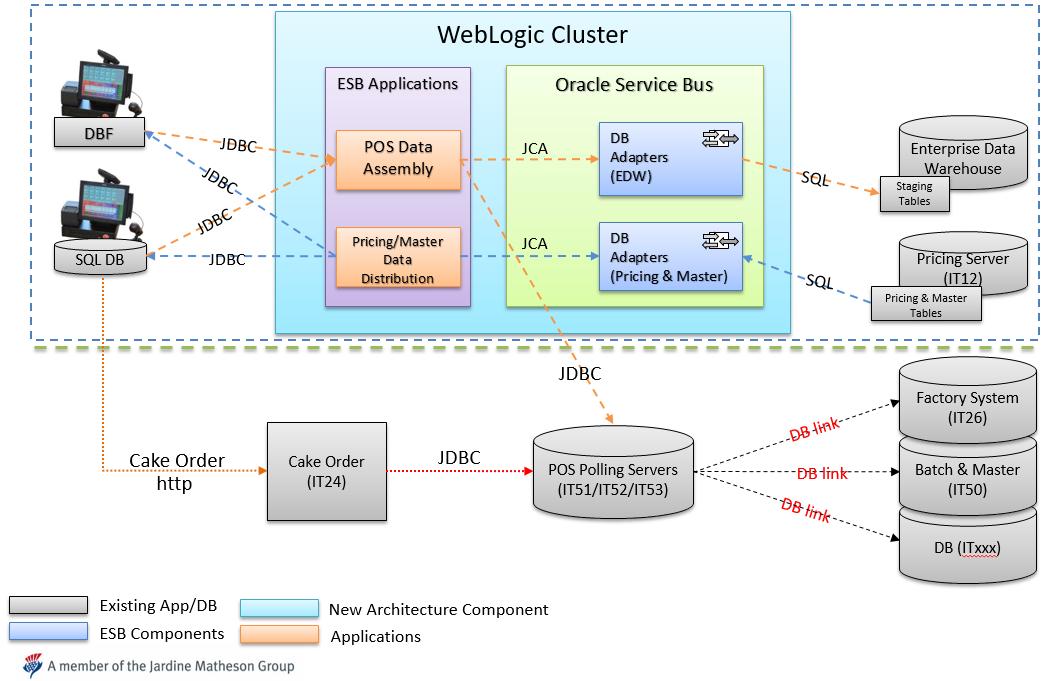 WebLogic Cluster
ESB Applications
Oracle Service Bus
DBF
JDBC
POS Data
Assembly
JCA
DB
Adapters
(EDW)
SQL
Enterprise Data
Warehouse
Staging
Tables
JDBC
JDBC
SQL DB
JDBC
Pricing/Master
Data
Distribution
JCA
DB
Adapters
(Pricing & Master)
SQL
Pricing Server
(IT12)
Pricing & Master
Tables
JDBC
Cake Order
http
Cake Order
(IT24)
JDBC
POS Polling Servers
(IT51/IT52/IT53)
DB link
DB link
DB link
Factory System
(IT26)
Batch & Master
(IT50)
DB (ITxxx)
Existing App/DB
New Architecture Component
ESB Components
Applications
A member of the Jardine Matheson Group